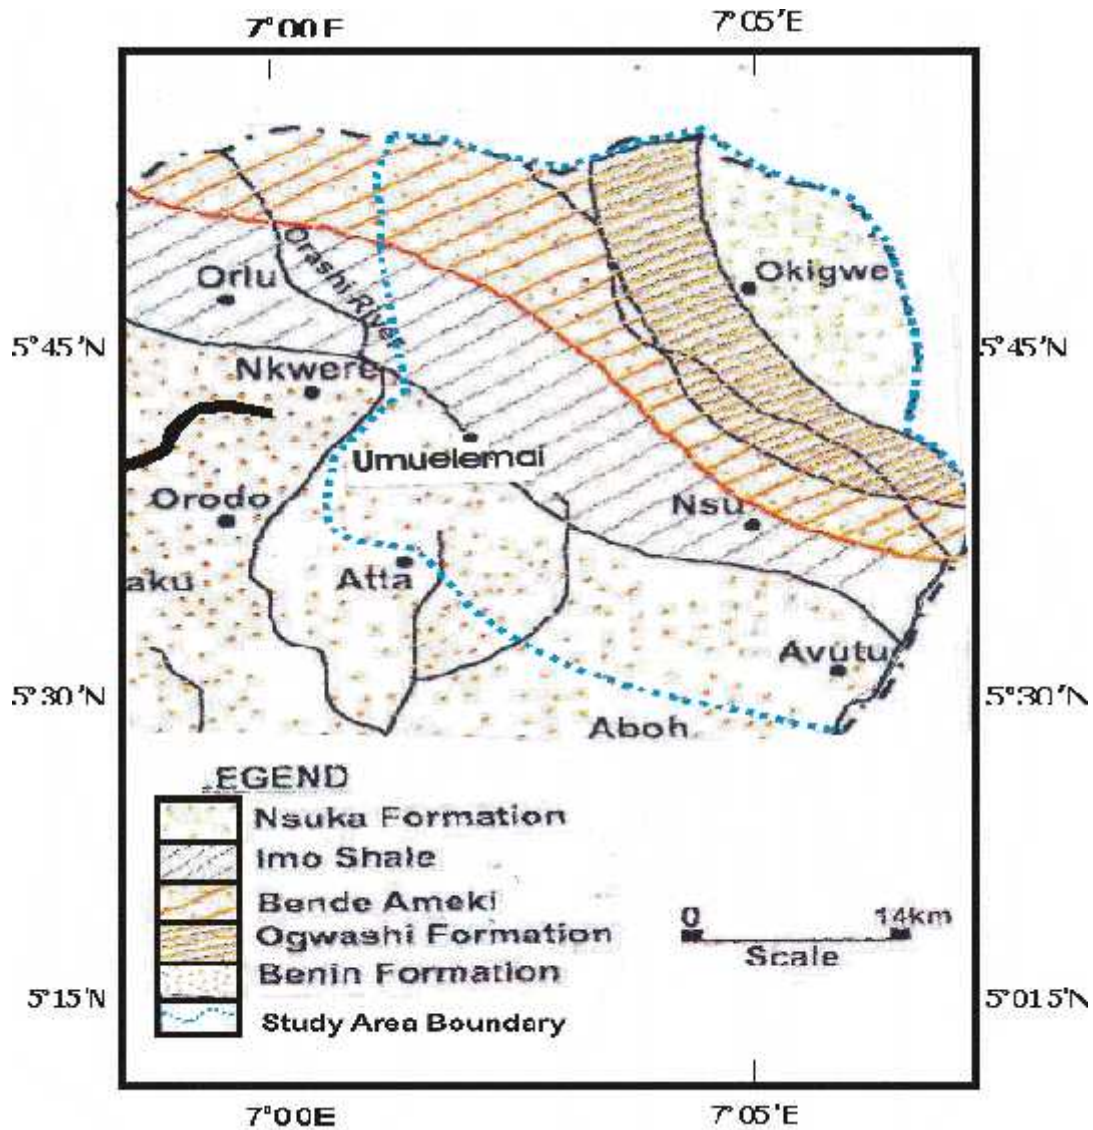 7°00E 7°05'E
Okigwe
Orashi River
Orlu
5°45'N 5°45'N
Nkwere
Umuelemai
Orodo
Nsu
Atta
aku
Avutu
5°30'N 5°30'N
Aboh
EGEND
Nsuka Formation
Imo Shale
Bende Ameki
0 14km
Ogwashi Formation
Scale
Benin Formation
5°15'N 5°015'N
Study Area Boundary
7°00E 7°05'E